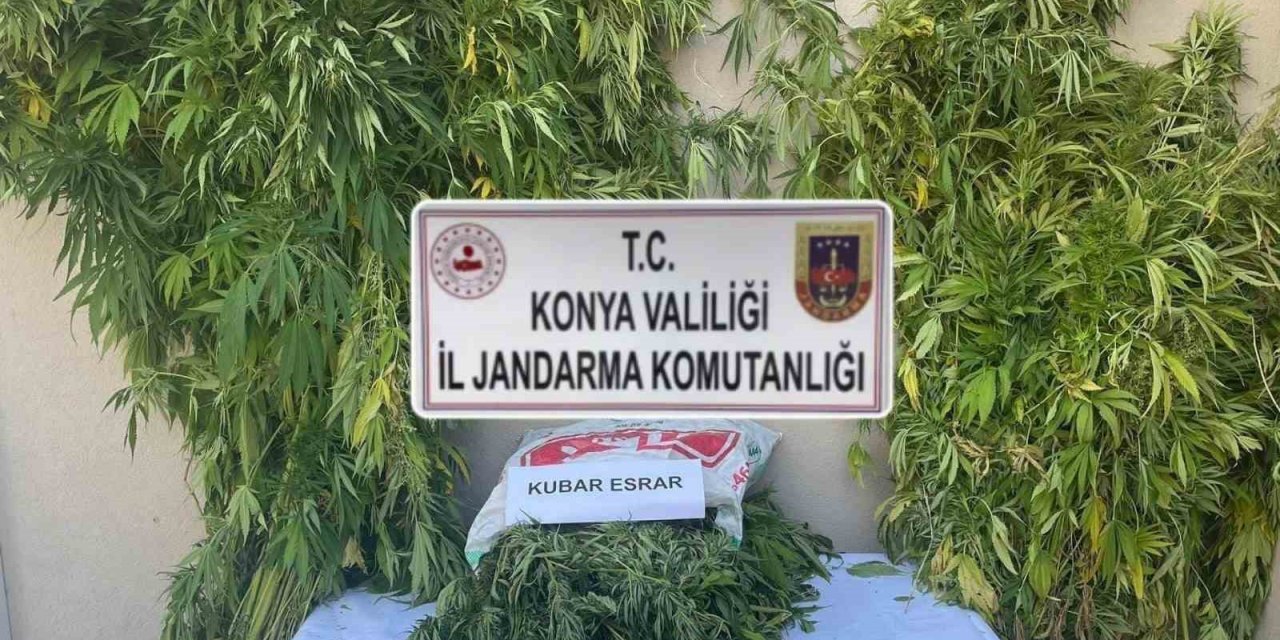 T.C.
KONYA VALİLİĞİ
İL JANDARMA KOMUTANLIĞI
KUBAR ESRAR